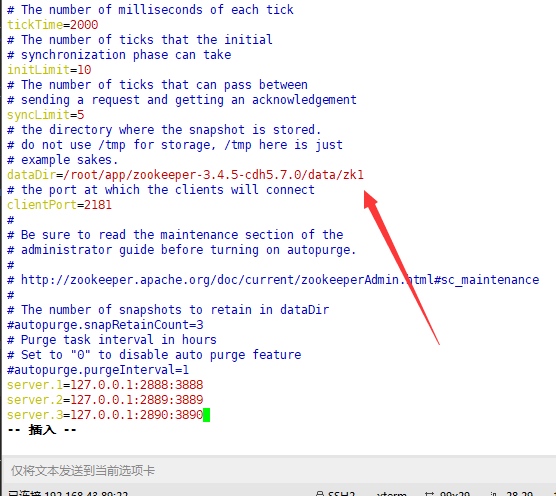 # The number of milliseconds of each tick
tickTime=2000
# The number of ticks that the initial
# synchronization phase can take
initLimit=10
# The number of ticks that can pass between
# sending a request and getting an acknowledgement
syncLimit=5
# the directory where the snapshot is stored.
# do not use /tmp for storage, /tmp here is just
# example sakes.
dataDir=/root/app/zookeeper-3.4.5-cdh5.7.0/data/zk1
# the port at which the clients will connect
clientPort=2181
#
# Be sure to read the maintenance section of the
# administrator guide before turning on autopurge.
#
# http://zookeeper.apache.org/doc/current/zookeeperAdmin.html#sc_maintenance
#
# The number of snapshots to retain in dataDir
#autopurge.snapRetainCount=3
# Purge task interval in hours
# Set to "0" to disable auto purge feature
#autopurge.purgeInterval=1
server.1=127.0.0.1:2888:3888
server.2=127.0.0.1:2889:3889
server.3=127.0.0.1:2890:3890
-- 插入 --
仅将文本发送到当前选项卡
已连接 192.168.43.89:22 SSH2 xterm 99x29 28,29